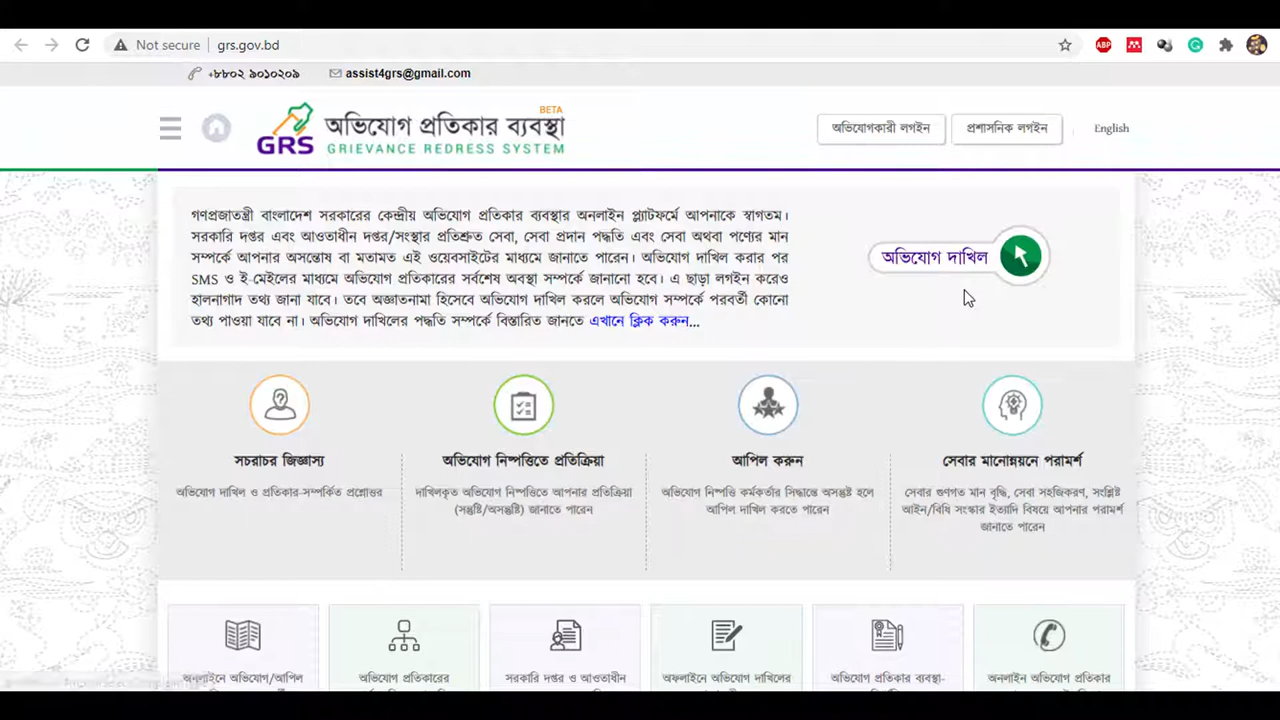 Not secure
grs.gov.bd
ABP
+৮৮০২ ৯০১০২০৯
assist4grs@gmail.com
BETA
GRS
অভিযোগ প্রতিকার ব্যবস্থা
GRIEVANCE REDRESS SYSTEM
অভিযোগকারী লগইন
প্রশাসনিক লগইন
English
গণপ্রজাতন্ত্রী বাংলাদেশ সরকারের কেন্দ্রীয় অভিযোগ প্রতিকার ব্যবস্থার অনলাইন প্ল্যাটফর্মে আপনাকে স্বাগতম।
সরকারি দপ্তর এবং আওতাধীন দপ্তর/সংস্থার প্রতিশ্রুত সেবা, সেবা প্রদান পদ্ধতি এবং সেবা অথবা পণ্যের মান
সম্পর্কে আপনার অসন্তোষ বা মতামত এই ওয়েবসাইটের মাধ্যমে জানাতে পারেন। অভিযোগ দাখিল করার পর
SMS ও ই-মেইলের মাধ্যমে অভিযোগ প্রতিকারের সর্বশেষ অবস্থা সম্পর্কে জানানো হবে। এ ছাড়া লগইন করেও
হালনাগাদ তথ্য জানা যাবে। তবে অজ্ঞাতনামা হিসেবে অভিযোগ দাখিল করলে অভিযোগ সম্পর্কে পরবর্তী কোনো
তথ্য পাওয়া যাবে না। অভিযোগ দাখিলের পদ্ধতি সম্পর্কে বিস্তারিত জানতে এখানে ক্লিক করুন...
অভিযোগ দাখিল
সচরাচর জিজ্ঞাস্য
অভিযোগ দাখিল ও প্রতিকার-সম্পর্কিত প্রশ্নোত্তর
অভিযোগ নিষ্পত্তিতে প্রতিক্রিয়া
দাখিলকৃত অভিযোগ নিষ্পত্তিতে আপনার প্রতিক্রিয়া
(সন্তুষ্টি/অসন্তুষ্টি) জানাতে পারেন
আপিল করুন
অভিযোগ নিষ্পত্তি কর্মকর্তার সিদ্ধান্তে অসন্তুষ্ট হলে
আপিল দাখিল করতে পারেন
সেবার মানোন্নয়নে পরামর্শ
সেবার গুণগত মান বৃদ্ধি, সেবা সহজিকরণ, সংশ্লিষ্ট
আইন/বিধি সংস্কার ইত্যাদি বিষয়ে আপনার পরামর্শ
জানাতে পারেন
অনলাইনে অভিযোগ/আপিল
অভিযোগ প্রতিকারের
সরকারি দপ্তর ও আওতাধীন
অফলাইনে অভিযোগ দাখিলের
অভিযোগ প্রতিকার ব্যবস্থা-
অনলাইন অভিযোগ প্রতিকার